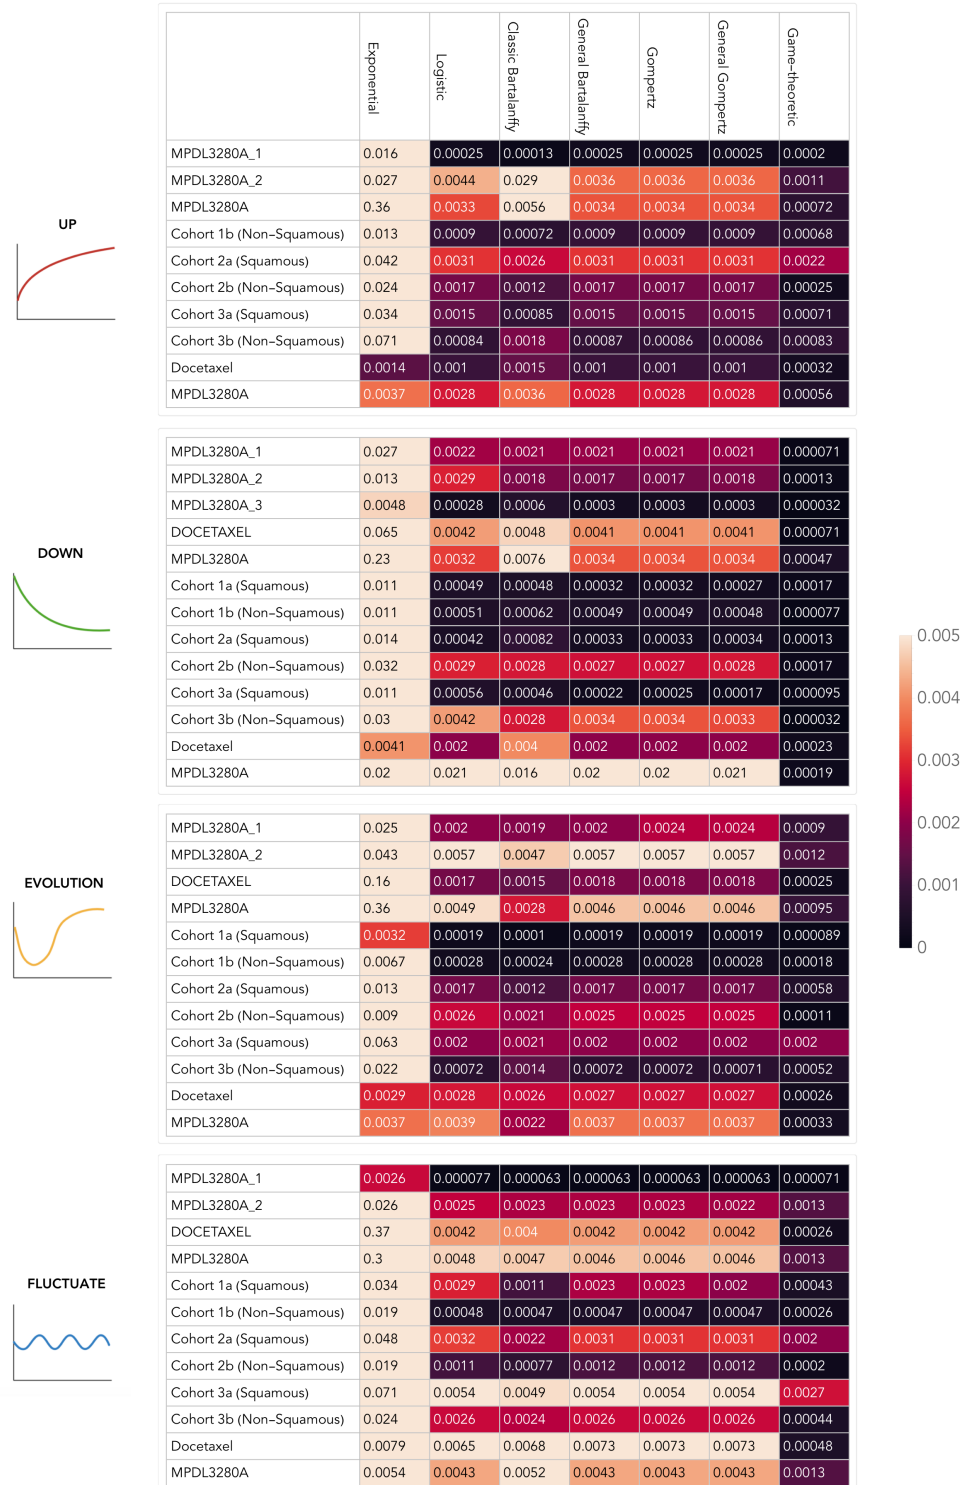 Exponential Logistic Classic Bartalanffy General Bartalanffy Gompertz General Gompertz Game-theoretic
UP
MPDL3280A_1 0.016 0.00025 0.00013 0.00025 0.00025 0.00025 0.0002
MPDL3280A_2 0.027 0.0044 0.029 0.0036 0.0036 0.0036 0.0011
MPDL3280A 0.36 0.0033 0.0056 0.0034 0.0034 0.0034 0.00072
Cohort 1b (Non-Squamous) 0.013 0.0009 0.00072 0.0009 0.0009 0.0009 0.00068
Cohort 2a (Squamous) 0.042 0.0031 0.0026 0.0031 0.0031 0.0031 0.0022
Cohort 2b (Non-Squamous) 0.024 0.0017 0.0012 0.0017 0.0017 0.0017 0.00025
Cohort 3a (Squamous) 0.034 0.0015 0.00085 0.0015 0.0015 0.0015 0.00071
Cohort 3b (Non-Squamous) 0.071 0.00084 0.0018 0.00087 0.00086 0.00086 0.00083
Docetaxel 0.0014 0.001 0.0015 0.001 0.001 0.001 0.00032
MPDL3280A 0.0037 0.0028 0.0036 0.0028 0.0028 0.0028 0.00056
DOWN
MPDL3280A_1 0.027 0.0022 0.0021 0.0021 0.0021 0.0021 0.000071
MPDL3280A_2 0.013 0.0029 0.0018 0.0018 0.0017 0.0018 0.00013
MPDL3280A_3 0.0048 0.00028 0.0006 0.0003 0.0003 0.0003 0.000032
DOCETAXEL 0.065 0.0042 0.0048 0.0041 0.0041 0.0041 0.000071
MPDL3280A 0.23 0.0032 0.0076 0.0034 0.0034 0.0034 0.00047
Cohort 1a (Squamous) 0.011 0.00049 0.00048 0.00032 0.00032 0.00027 0.00017
Cohort 1b (Non-Squamous) 0.011 0.00051 0.00062 0.00049 0.00049 0.00048 0.000077
Cohort 2a (Squamous) 0.014 0.00042 0.00082 0.00033 0.00033 0.00034 0.00013
Cohort 2b (Non-Squamous) 0.032 0.0029 0.0028 0.0027 0.0027 0.0028 0.00017
Cohort 3a (Squamous) 0.011 0.00056 0.00046 0.00022 0.00025 0.00017 0.000095
Cohort 3b (Non-Squamous) 0.03 0.0042 0.0028 0.0034 0.0034 0.0033 0.000032
Docetaxel 0.0041 0.002 0.004 0.002 0.002 0.002 0.00023
MPDL3280A 0.02 0.021 0.016 0.02 0.02 0.021 0.00019
EVOLUTION
MPDL3280A_1 0.025 0.002 0.0019 0.002 0.0024 0.0024 0.0009
MPDL3280A_2 0.043 0.0057 0.0047 0.0057 0.0057 0.0057 0.0012
DOCETAXEL 0.16 0.0017 0.0015 0.0018 0.0018 0.0018 0.00025
MPDL3280A 0.36 0.0049 0.0028 0.0046 0.0046 0.0046 0.00095
Cohort 1a (Squamous) 0.0032 0.00019 0.0001 0.00019 0.00019 0.00019 0.000089
Cohort 1b (Non-Squamous) 0.0067 0.00028 0.00024 0.00028 0.00028 0.00028 0.00018
Cohort 2a (Squamous) 0.013 0.0017 0.0012 0.0017 0.0017 0.0017 0.00058
Cohort 2b (Non-Squamous) 0.009 0.0026 0.0021 0.0025 0.0025 0.0025 0.00011
Cohort 3a (Squamous) 0.063 0.002 0.0021 0.002 0.002 0.002 0.002
Cohort 3b (Non-Squamous) 0.022 0.00072 0.0014 0.00072 0.00072 0.00071 0.00052
Docetaxel 0.0029 0.0028 0.0026 0.0027 0.0027 0.0027 0.00026
MPDL3280A 0.0037 0.0039 0.0022 0.0037 0.0037 0.0037 0.00033
FLUCTUATE
MPDL3280A_1 0.0026 0.000077 0.000063 0.000063 0.000063 0.000063 0.000071
MPDL3280A_2 0.026 0.0025 0.0023 0.0023 0.0023 0.0022 0.0013
DOCETAXEL 0.37 0.0042 0.004 0.0042 0.0042 0.0042 0.00026
MPDL3280A 0.3 0.0048 0.0047 0.0046 0.0046 0.0046 0.0013
Cohort 1a (Squamous) 0.034 0.0029 0.0011 0.0023 0.0023 0.002 0.00043
Cohort 1b (Non-Squamous) 0.019 0.00048 0.00047 0.00047 0.00047 0.00047 0.00026
Cohort 2a (Squamous) 0.048 0.0032 0.0022 0.0031 0.0031 0.0031 0.002
Cohort 2b (Non-Squamous) 0.019 0.0011 0.00077 0.0012 0.0012 0.0012 0.0002
Cohort 3a (Squamous) 0.071 0.0054 0.0049 0.0054 0.0054 0.0054 0.0027
Cohort 3b (Non-Squamous) 0.024 0.0026 0.0024 0.0026 0.0026 0.0026 0.00044
Docetaxel 0.0079 0.0065 0.0068 0.0073 0.0073 0.0073 0.00048
MPDL3280A 0.0054 0.0043 0.0052 0.0043 0.0043 0.0043 0.0013
0.005
0.004
0.003
0.002
0.001
0